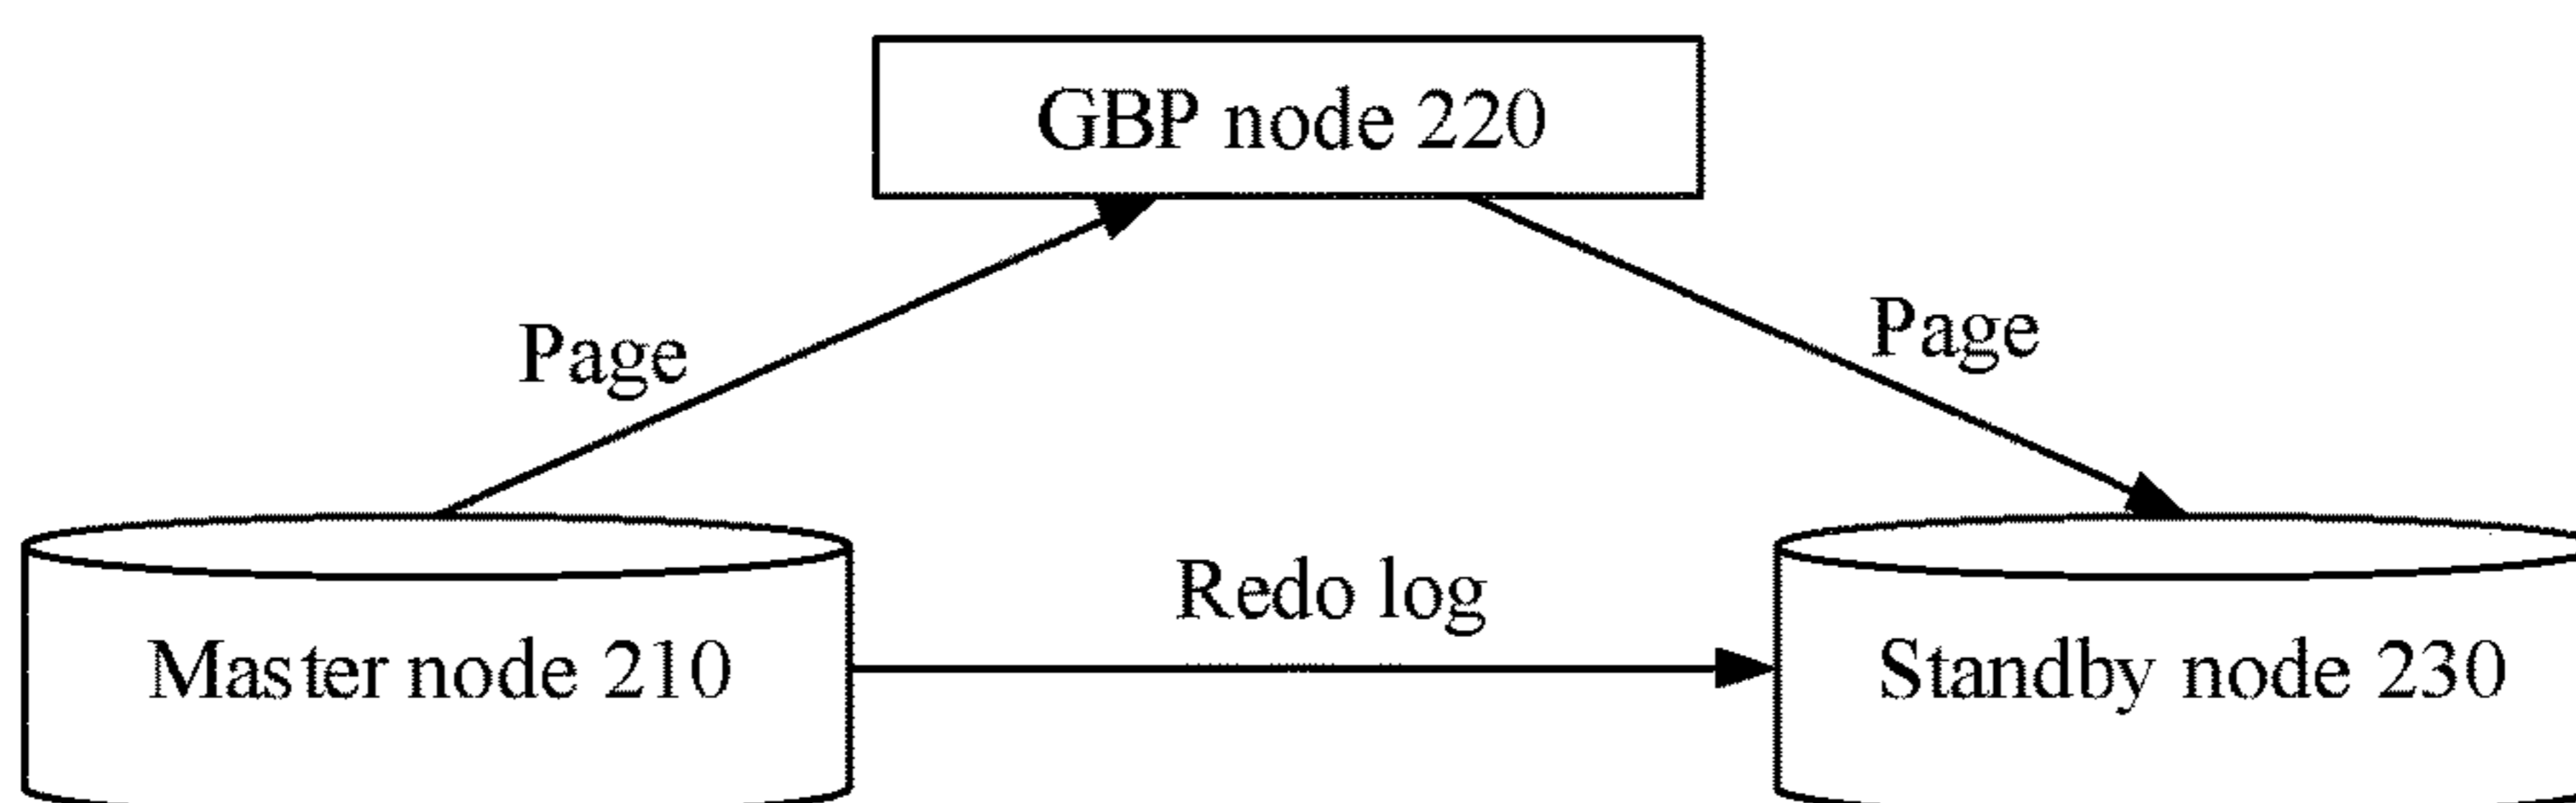 GBP node 220
Page
Page
Redo log
Master node 210
Standby node 230